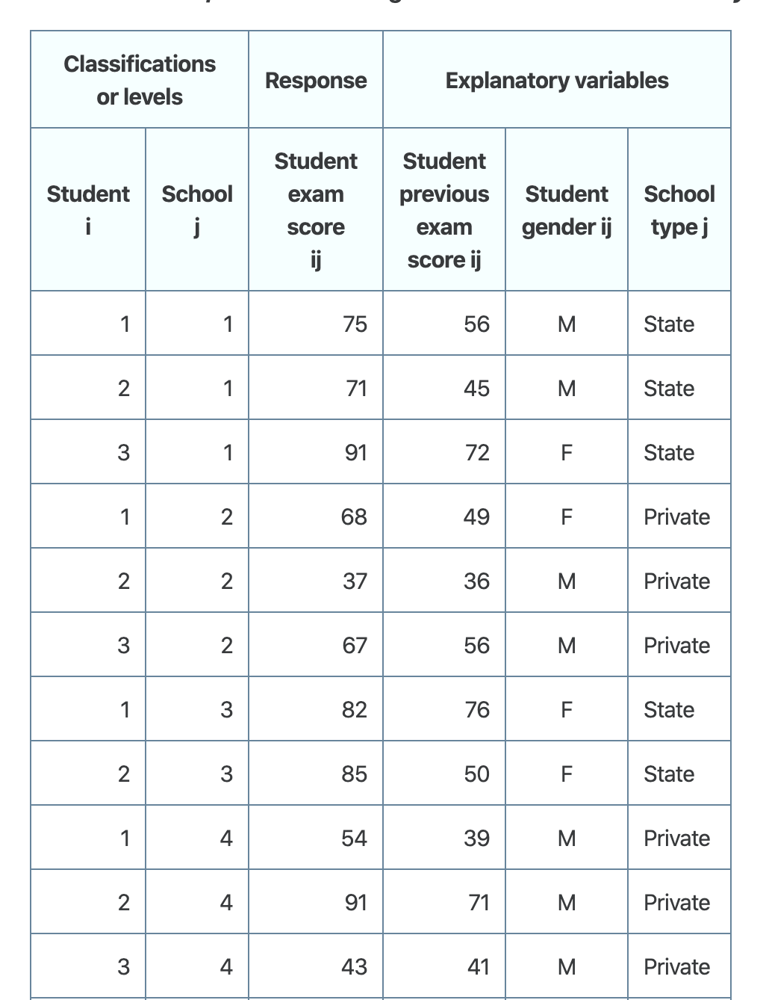 Classifications
or levels
Response
Explanatory variables
Student
i
School
j
Student
exam
score
ij
Student
previous
exam
score ij
Student
gender ij
School
type j
1 1 75 56 M State
2 1 71 45 M State
3 1 91 72 F State
1 2 68 49 F Private
2 2 37 36 M Private
3 2 67 56 M Private
1 3 82 76 F State
2 3 85 50 F State
1 4 54 39 M Private
2 4 91 71 M Private
3 4 43 41 M Private